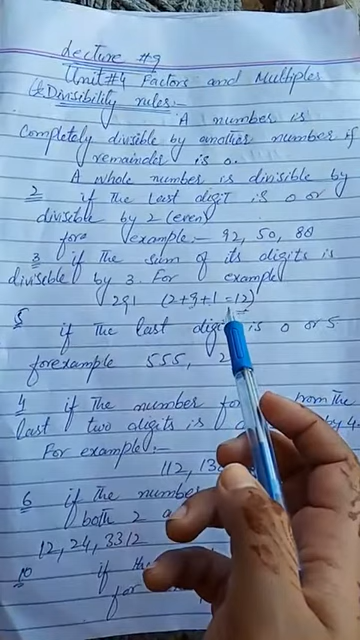 Lecture #9
Unit#4 Factors and Multiples
Divisibility rules:-
A number is
completely divisible by another number if
remainder is 0.
A whole number is divisible by
2 if the last digit is 0 or
divisible by 2 (even)
for example:- 92, 50, 80
3 if the sum of its digits is
divisible by 3. For example
291 (2+9+1=12)
5
if the last digit is 0 or 5
for example 555, 2
4 if the number from the
last two digits is by 4.
For example:-
112, 13
6 if the number
both 2
12, 24, 3312
10 if
for